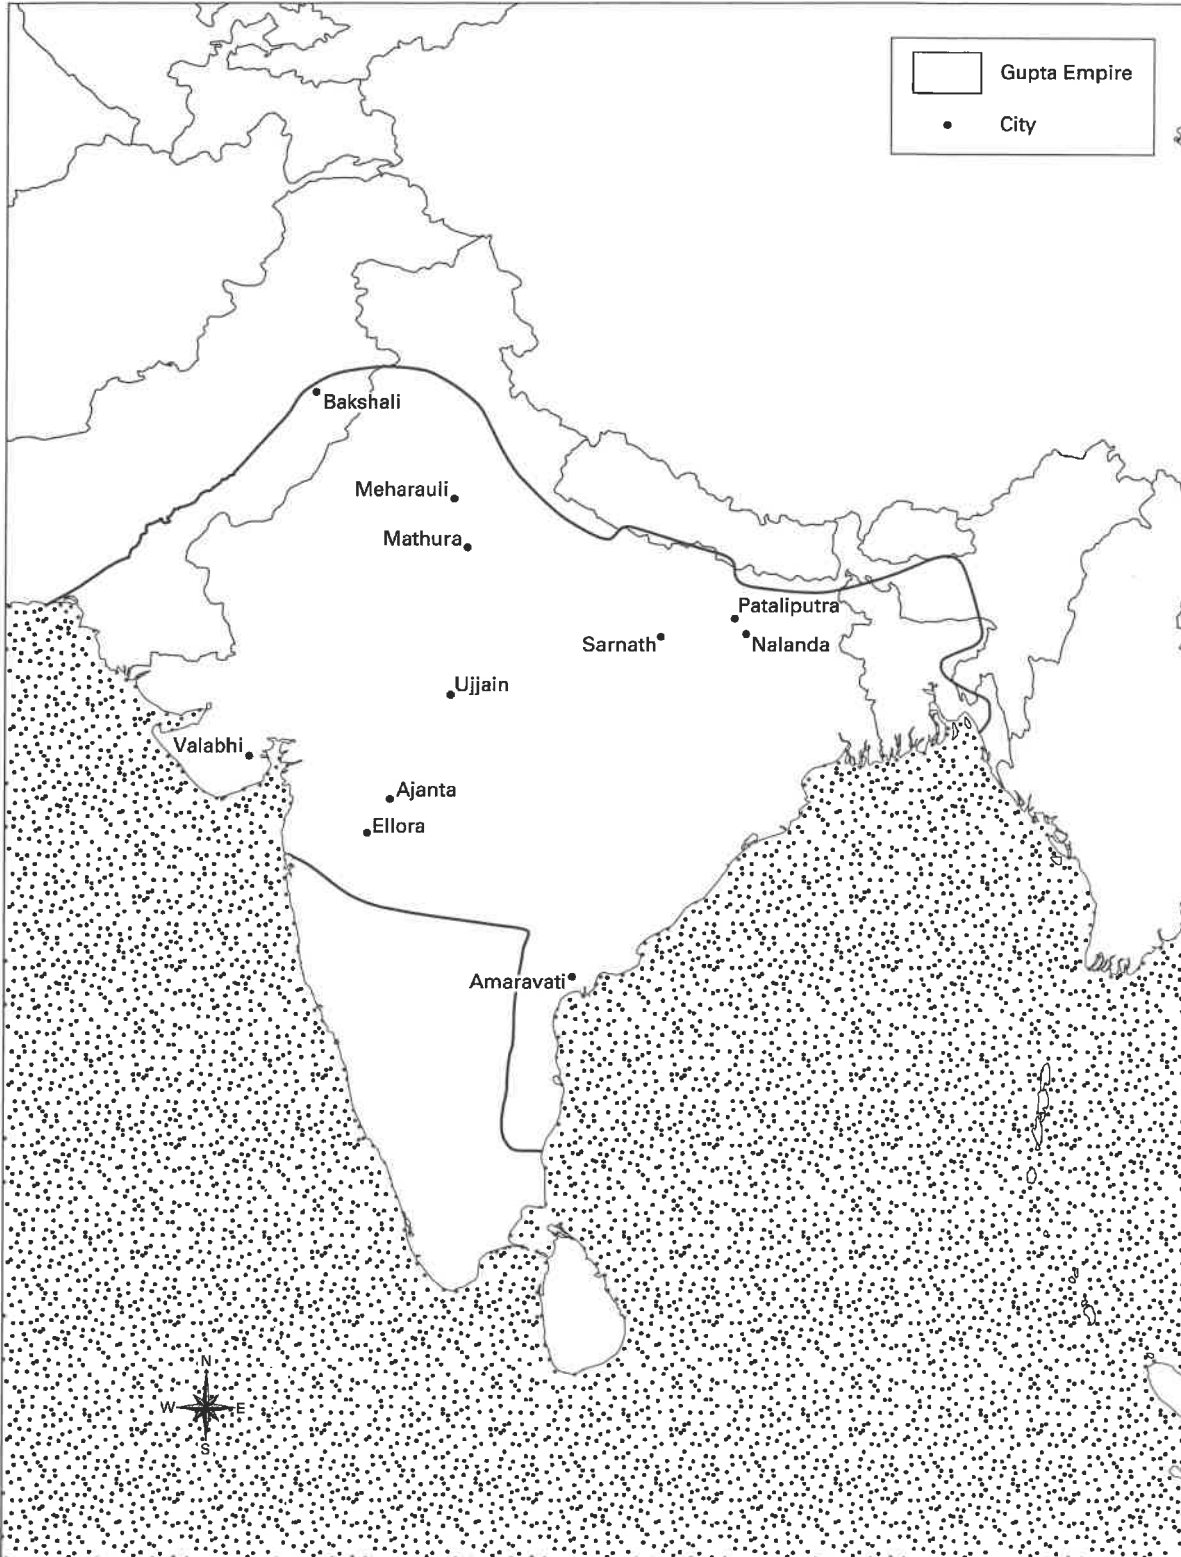 Gupta Empire
City
Bakshali
Meharauli
Mathura
Pataliputra
Sarnath
Nalanda
Ujjain
Valabhi
Ajanta
Ellora
Amaravati
N
W E
S